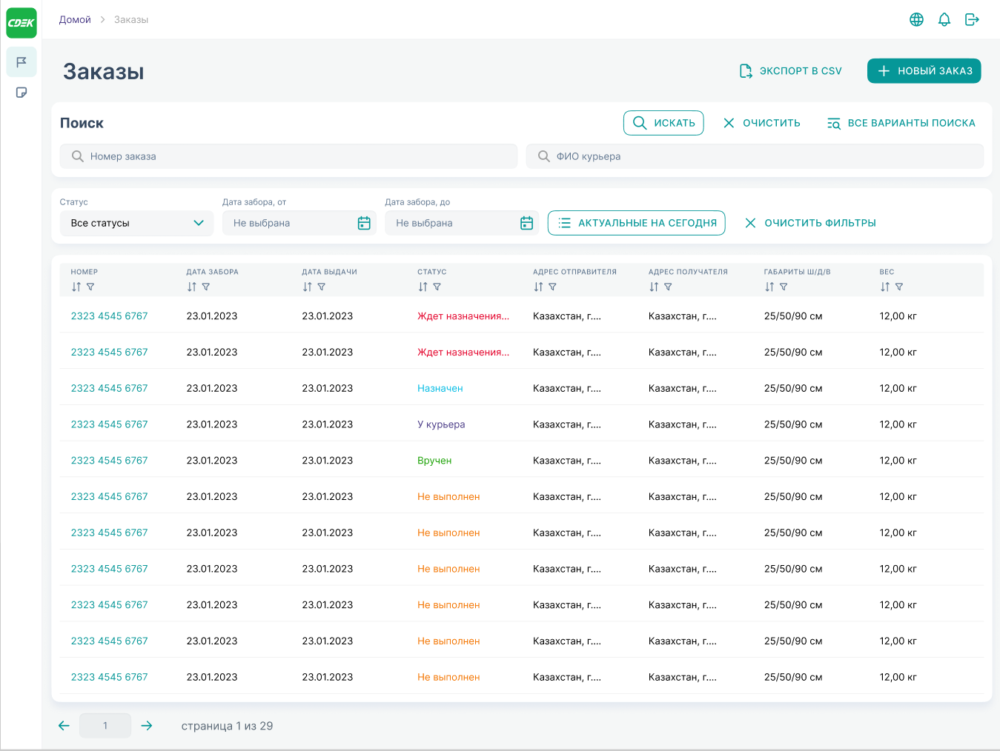 CDEK
Домой > Заказы
Заказы
ЭКСПОРТ В CSV
НОВЫЙ ЗАКАЗ
Поиск
ИСКАТЬ
ОЧИСТИТЬ
ВСЕ ВАРИАНТЫ ПОИСКА
Номер заказа
ФИО курьера
Статус
Дата забора, от
Дата забора, до
Все статусы
Не выбрана
Не выбрана
АКТУАЛЬНЫЕ НА СЕГОДНЯ
ОЧИСТИТЬ ФИЛЬТРЫ
НОМЕР ДАТА ЗАБОРА ДАТА ВЫДАЧИ СТАТУС АДРЕС ОТПРАВИТЕЛЯ АДРЕС ПОЛУЧАТЕЛЯ ГАБАРИТЫ Ш/Д/В ВЕС
2323 4545 6767 23.01.2023 23.01.2023 Ждет назначения... Казахстан, г.... Казахстан, г.... 25/50/90 см 12,00 кг
2323 4545 6767 23.01.2023 23.01.2023 Ждет назначения... Казахстан, г.... Казахстан, г.... 25/50/90 см 12,00 кг
2323 4545 6767 23.01.2023 23.01.2023 Назначен Казахстан, г.... Казахстан, г.... 25/50/90 см 12,00 кг
2323 4545 6767 23.01.2023 23.01.2023 У курьера Казахстан, г.... Казахстан, г.... 25/50/90 см 12,00 кг
2323 4545 6767 23.01.2023 23.01.2023 Вручен Казахстан, г.... Казахстан, г.... 25/50/90 см 12,00 кг
2323 4545 6767 23.01.2023 23.01.2023 Не выполнен Казахстан, г.... Казахстан, г.... 25/50/90 см 12,00 кг
2323 4545 6767 23.01.2023 23.01.2023 Не выполнен Казахстан, г.... Казахстан, г.... 25/50/90 см 12,00 кг
2323 4545 6767 23.01.2023 23.01.2023 Не выполнен Казахстан, г.... Казахстан, г.... 25/50/90 см 12,00 кг
2323 4545 6767 23.01.2023 23.01.2023 Не выполнен Казахстан, г.... Казахстан, г.... 25/50/90 см 12,00 кг
2323 4545 6767 23.01.2023 23.01.2023 Не выполнен Казахстан, г.... Казахстан, г.... 25/50/90 см 12,00 кг
2323 4545 6767 23.01.2023 23.01.2023 Не выполнен Казахстан, г.... Казахстан, г.... 25/50/90 см 12,00 кг
1 страница 1 из 29